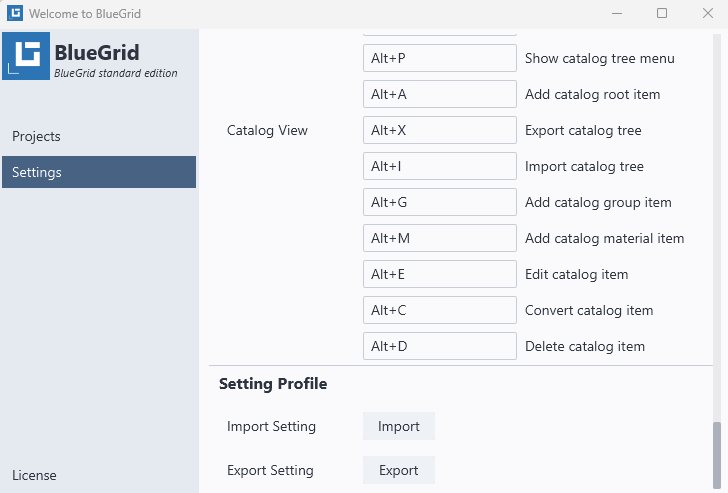 Welcome to BlueGrid
BlueGrid
BlueGrid standard edition
Projects
Settings
License
Alt+P Show catalog tree menu
Alt+A Add catalog root item
Catalog View Alt+X Export catalog tree
Alt+I Import catalog tree
Alt+G Add catalog group item
Alt+M Add catalog material item
Alt+E Edit catalog item
Alt+C Convert catalog item
Alt+D Delete catalog item
Setting Profile
Import Setting Import
Export Setting Export